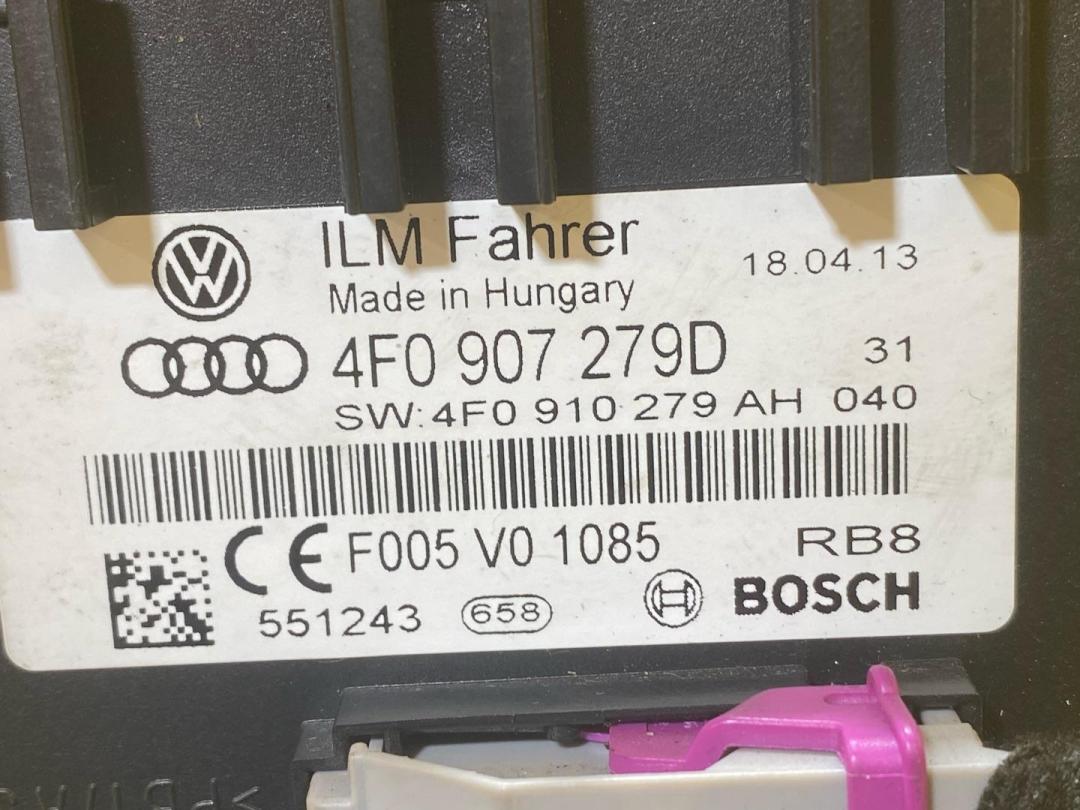 ILM Fahrer
18.04.13
Made in Hungary
4F0 907 279D
31
SW:4F0 910 279 AH 040
CE F005 V0 1085
RB8
551243 658
BOSCH